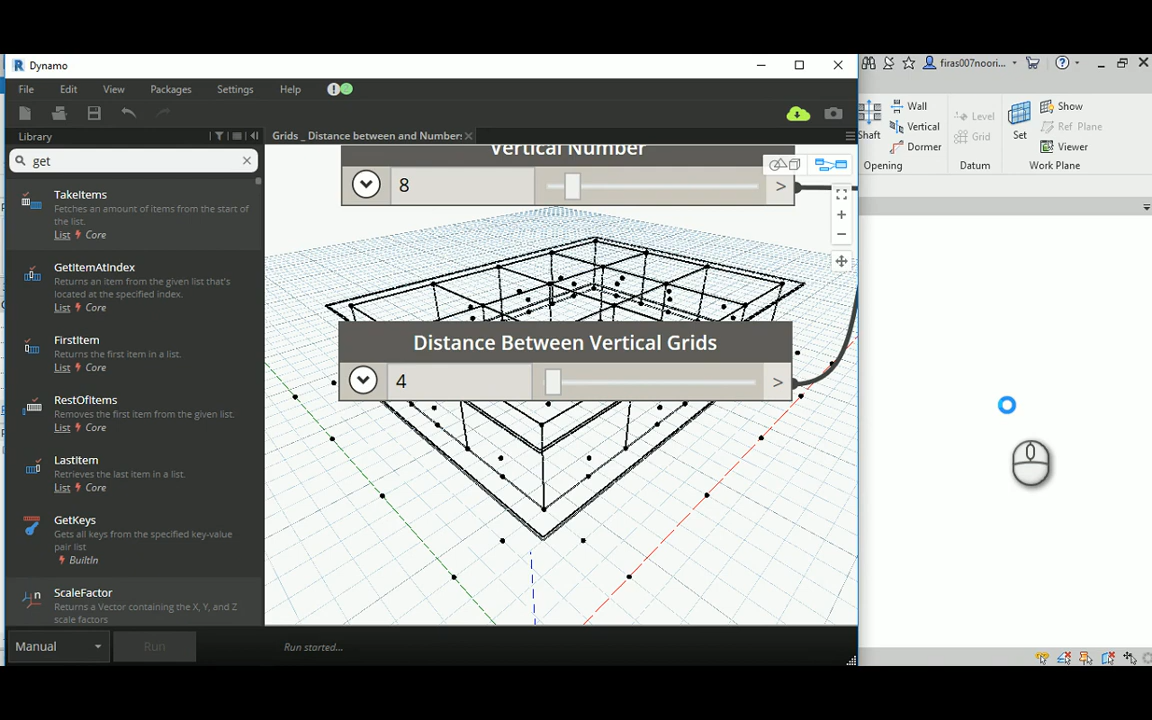 Dynamo
firas007noori...
File Edit View Packages Settings Help
Library
Grids _ Distance between and Number:
get
TakeItems
Fetches an amount of items from the start of
the list.
List Core
GetItemAtIndex
Returns an item from the given list that's
located at the specified index.
List Core
FirstItem
Returns the first item in a list.
List Core
RestOfItems
Removes the first item from the given list.
List Core
LastItem
Retrieves the last item in a list.
List Core
GetKeys
Gets all keys from the specified key-value
pair list
BuiltIn
ScaleFactor
Returns a Vector containing the X, Y, and Z
scale factors
Vertical Number
8 >
Distance Between Vertical Grids
4 >
Manual Run Run started...
Shaft
Wall
Vertical
Dormer
Opening
Level
Grid
Datum
Set
Show
Ref Plane
Viewer
Work Plane